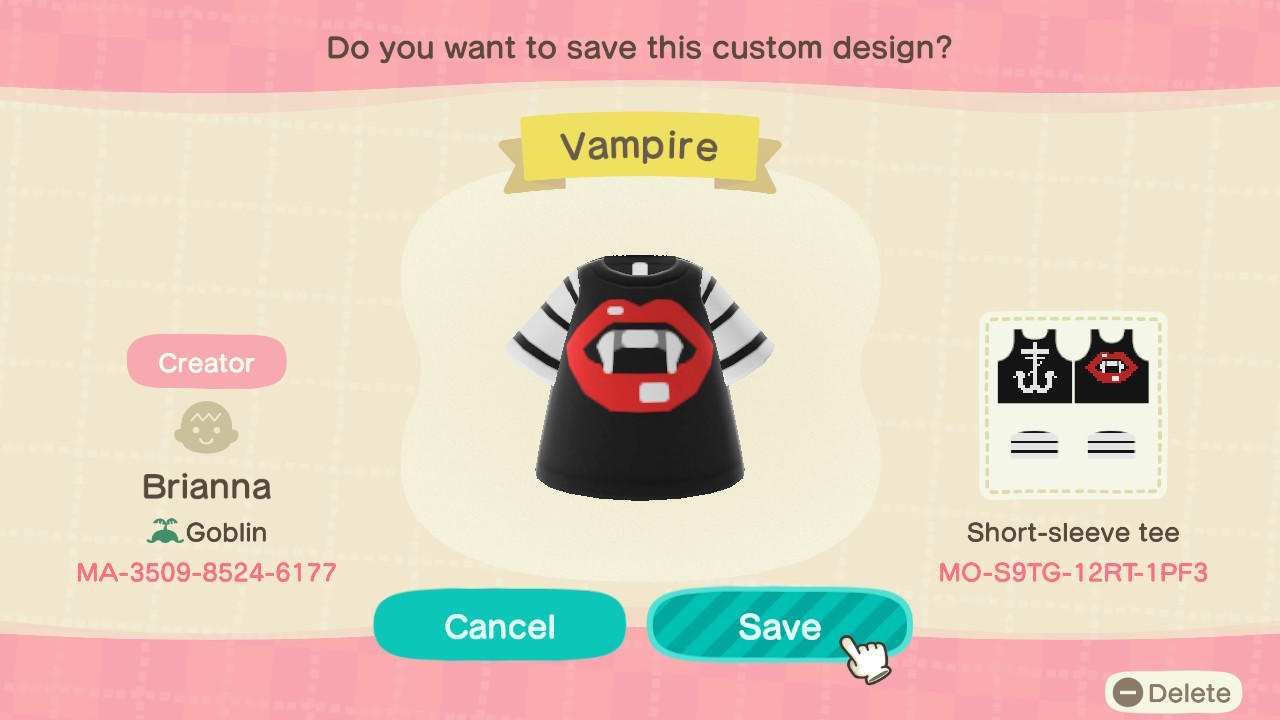 Do you want to save this custom design?
Vampire
Creator
Brianna
Goblin
MA-3509-8524-6177
Short-sleeve tee
MO-S9TG-12RT-1PF3
Cancel
Save
Delete